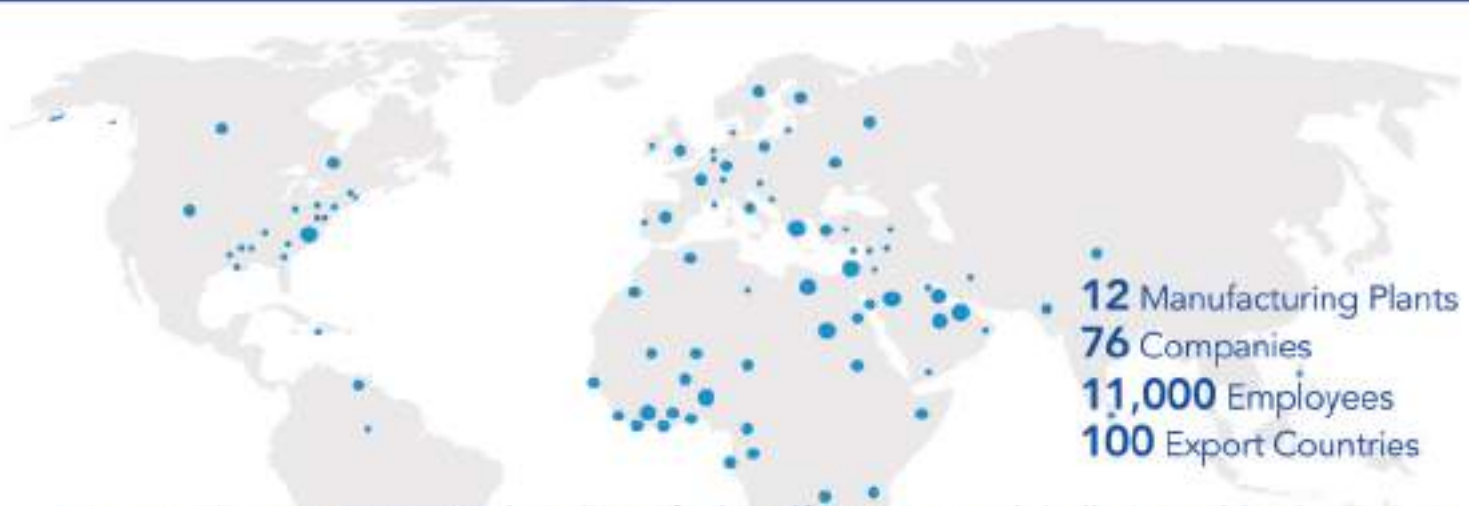 12 Manufacturing Plants
76 Companies
11,000 Employees
100 Export Countries